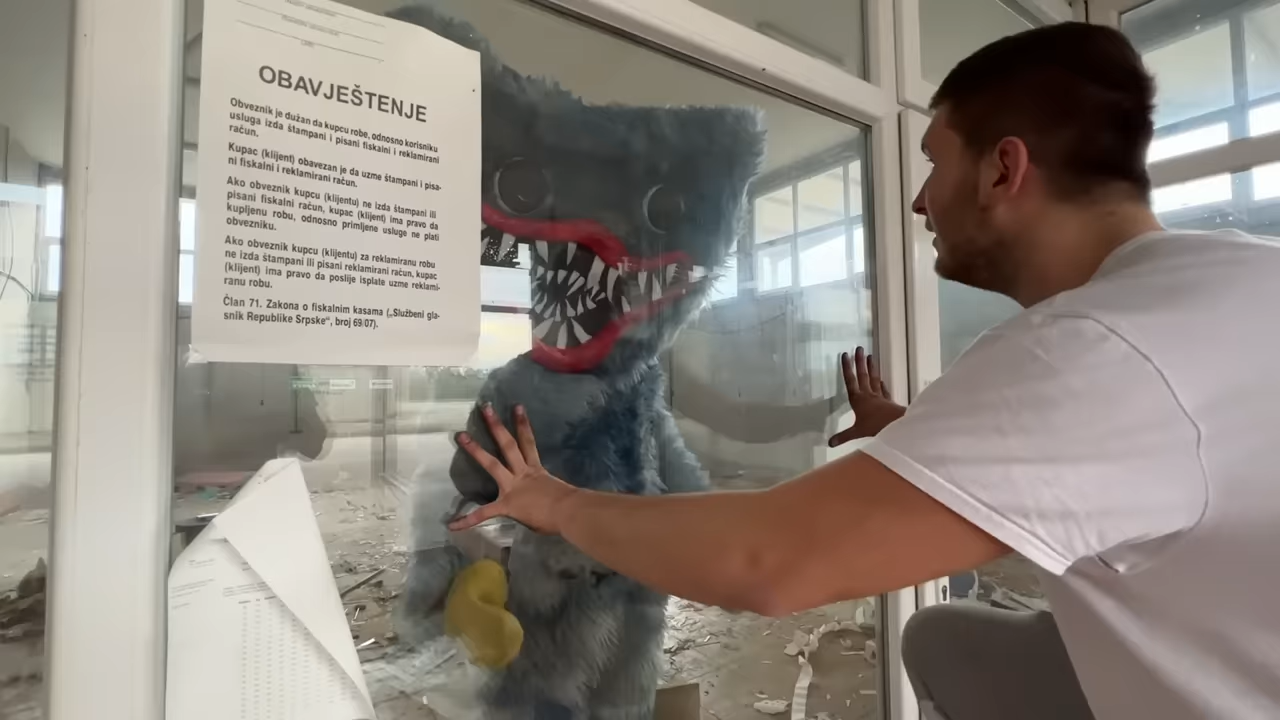 OBAVJEŠTENJE
Obveznik je dužan da kupcu robe, odnosno korisniku
usluga izda štampani i pisani fiskalni i reklamirani
račun.
Kupac (klijent) obavezan je da uzme štampani i pisa-
ni fiskalni i reklamirani račun.
Ako obveznik kupcu (klijentu) ne izda štampani ili
pisani fiskalni račun, kupac (klijent) ima pravo da
kupljenu robu, odnosno primljene usluge ne plati
obvezniku.
Ako obveznik kupcu (klijentu) za reklamiranu robu
ne izda štampani ili pisani reklamirani račun, kupac
(klijent) ima pravo da poslije isplate uzme reklami-
ranu robu.
Član 71. Zakona o fiskalnim kasama („Službeni gla-
snik Republike Srpske“, broj 69/07).